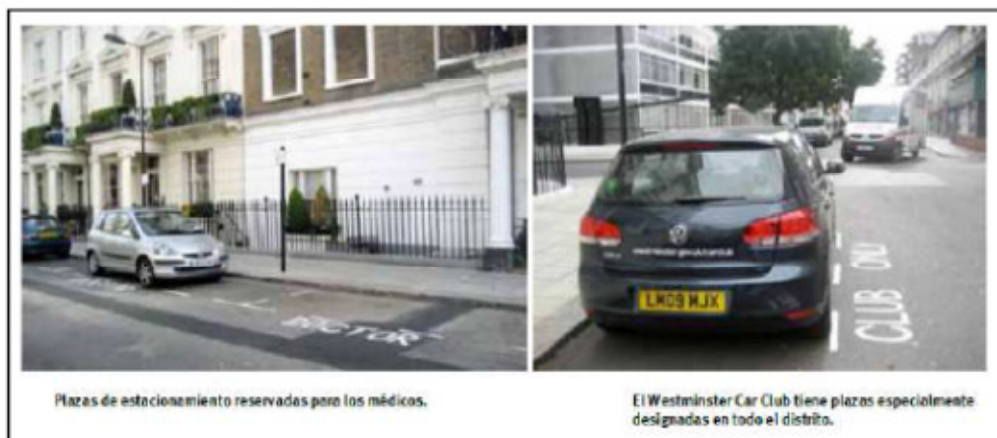 DOCTOR
LM09 MJX
CLUB ONLY
Plazas de estacionamiento reservadas para los médicos.
El Westminster Car Club tiene plazas especialmente
designadas en todo el distrito.